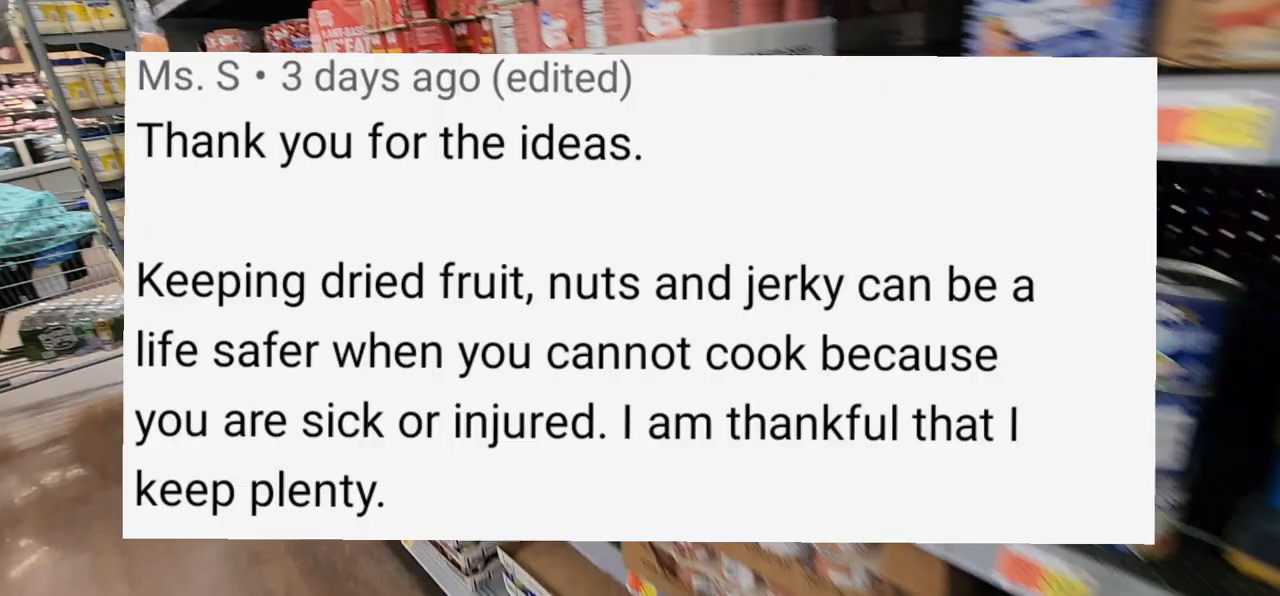 Ms. S • 3 days ago (edited)
Thank you for the ideas.
Keeping dried fruit, nuts and jerky can be a
life safer when you cannot cook because
you are sick or injured. I am thankful that I
keep plenty.